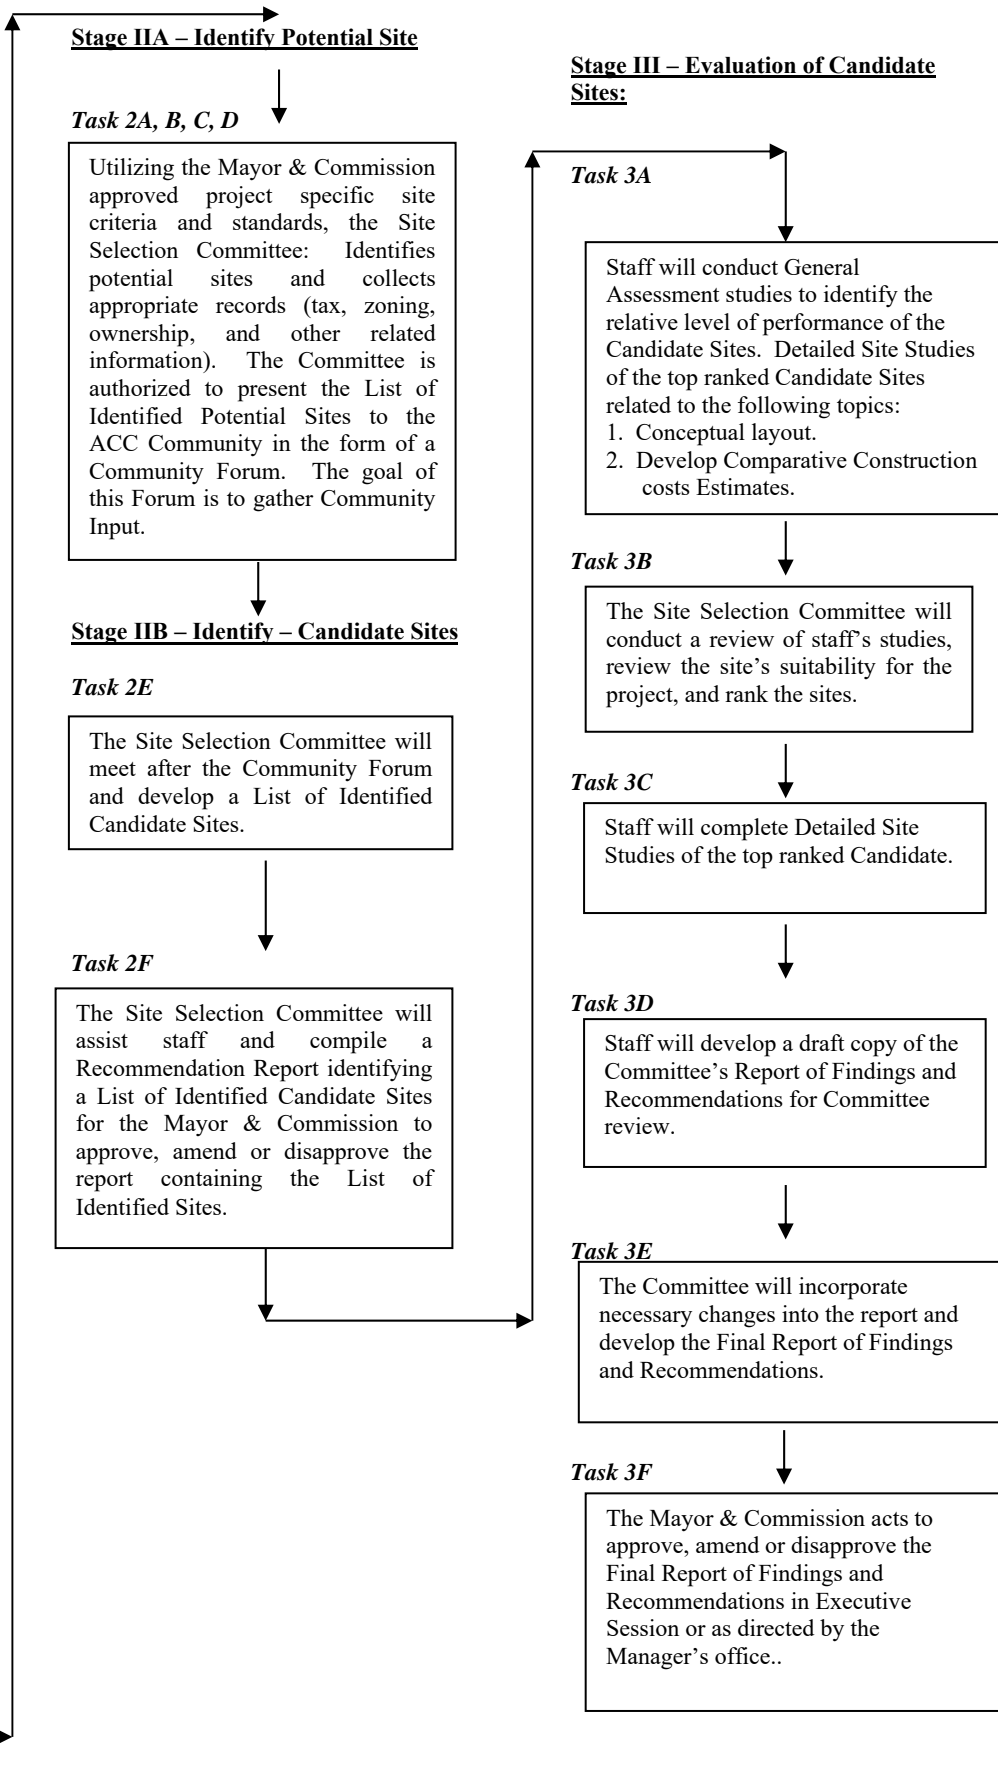 Stage IIA – Identify Potential Site
Task 2A, B, C, D
Utilizing the Mayor & Commission
approved project specific site
criteria and standards, the Site
Selection Committee: Identifies
potential sites and collects
appropriate records (tax, zoning,
ownership, and other related
information). The Committee is
authorized to present the List of
Identified Potential Sites to the
ACC Community in the form of a
Community Forum. The goal of
this Forum is to gather Community
Input.
Stage IIB – Identify – Candidate Sites
Task 2E
The Site Selection Committee will
meet after the Community Forum
and develop a List of Identified
Candidate Sites.
Task 2F
The Site Selection Committee will
assist staff and compile a
Recommendation Report identifying
a List of Identified Candidate Sites
for the Mayor & Commission to
approve, amend or disapprove the
report containing the List of
Identified Sites.
Stage III – Evaluation of Candidate
Sites:
Task 3A
Staff will conduct General
Assessment studies to identify the
relative level of performance of the
Candidate Sites. Detailed Site Studies
of the top ranked Candidate Sites
related to the following topics:
1. Conceptual layout.
2. Develop Comparative Construction
costs Estimates.
Task 3B
The Site Selection Committee will
conduct a review of staff’s studies,
review the site’s suitability for the
project, and rank the sites.
Task 3C
Staff will complete Detailed Site
Studies of the top ranked Candidate.
Task 3D
Staff will develop a draft copy of the
Committee’s Report of Findings and
Recommendations for Committee
review.
Task 3E
The Committee will incorporate
necessary changes into the report and
develop the Final Report of Findings
and Recommendations.
Task 3F
The Mayor & Commission acts to
approve, amend or disapprove the
Final Report of Findings and
Recommendations in Executive
Session or as directed by the
Manager’s office..